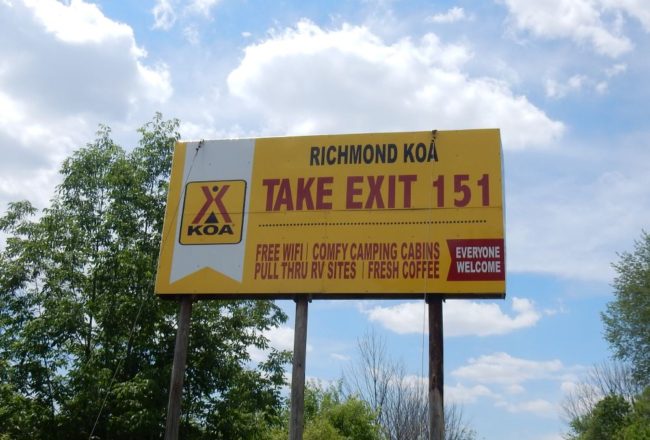 RICHMOND KOA
TAKE EXIT 151
KOA
FREE WIFI | COMFY CAMPING CABINS
PULL THRU RV SITES | FRESH COFFEE
EVERYONE
WELCOME